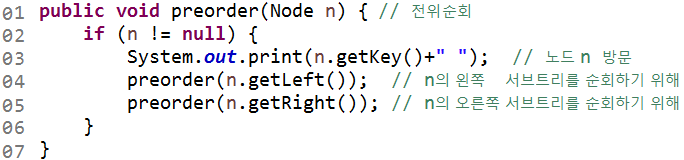 01 public void preorder(Node n) { // 전위순회
02     if (n != null) {
03         System.out.print(n.getKey()+" ");  // 노드 n 방문
04         preorder(n.getLeft());  // n의 왼쪽  서브트리를 순회하기 위해
05         preorder(n.getRight()); // n의 오른쪽 서브트리를 순회하기 위해
06     }
07 }